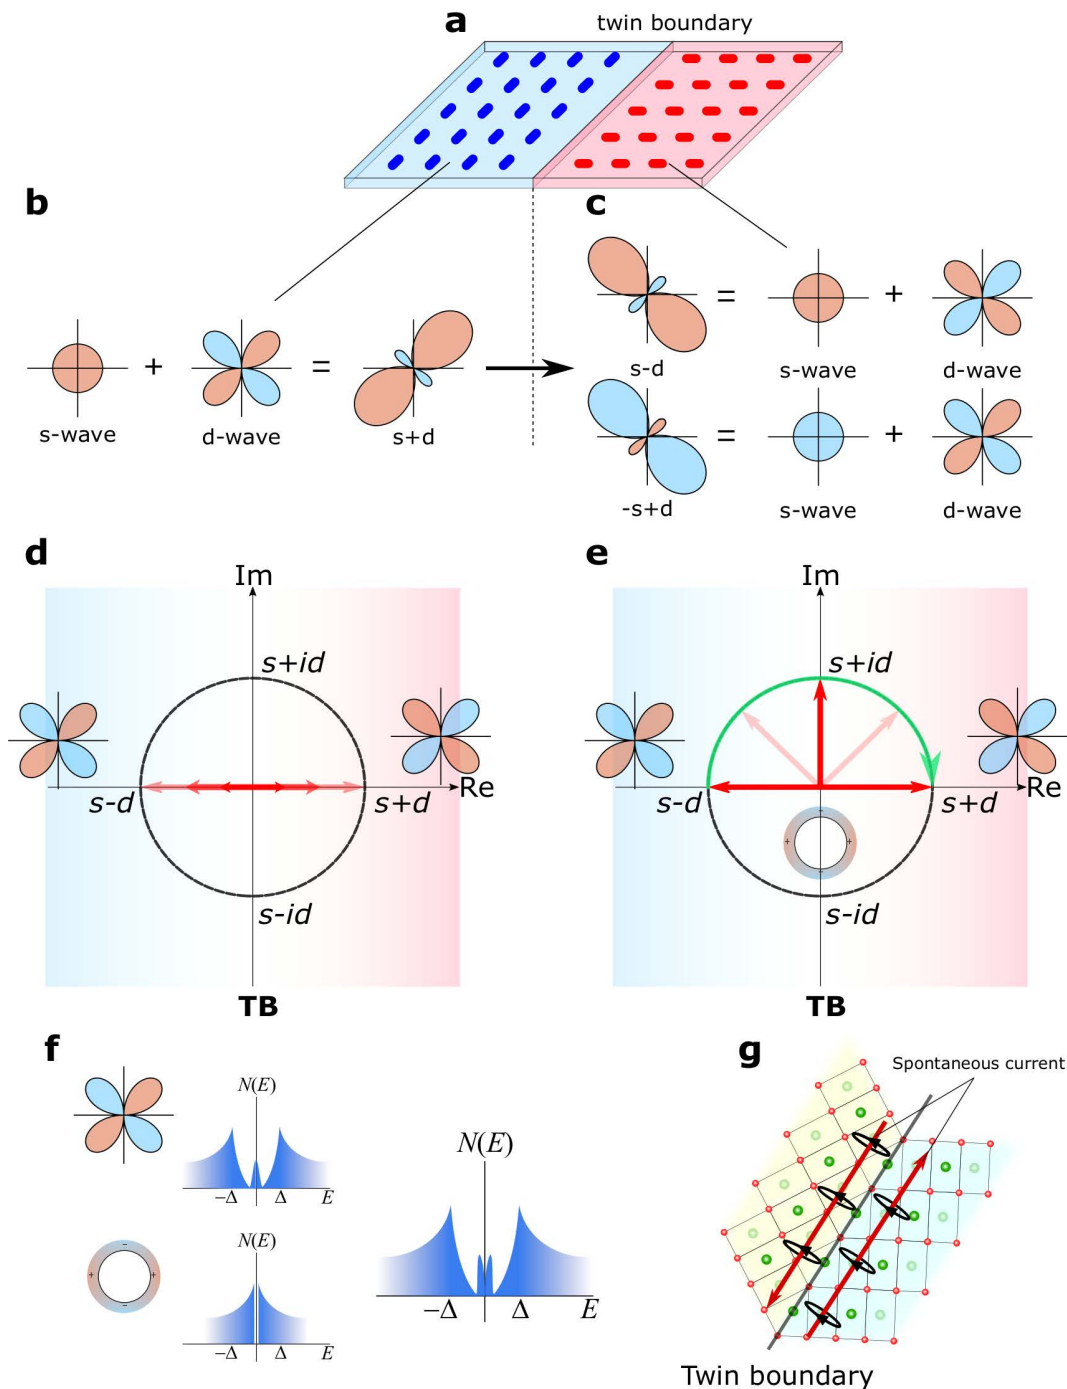 a
twin boundary
b
c
s-wave
+
d-wave
=
s+d
s-d
=
s-wave
+
d-wave
-s+d
=
s-wave
+
d-wave
d
Im
s+id
s-d
s+d
Re
s-id
TB
e
Im
s+id
s-d
s+d
Re
−
+
+
−
s-id
TB
f
N(E)
−Δ
Δ
E
−
+
+
−
N(E)
−Δ
Δ
E
N(E)
−Δ
Δ
E
g
Spontaneous current
Twin boundary